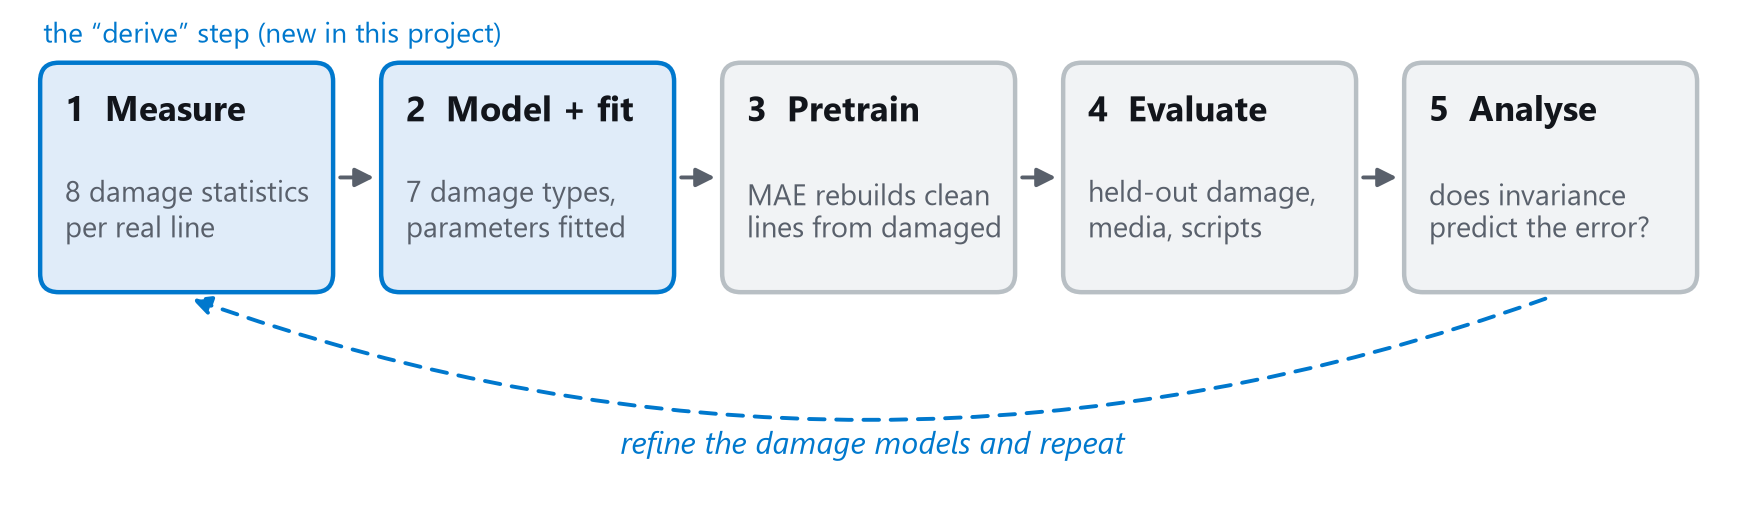 the “derive” step (new in this project)
1 Measure
8 damage statistics
per real line
2 Model + fit
7 damage types,
parameters fitted
3 Pretrain
MAE rebuilds clean
lines from damaged
4 Evaluate
held-out damage,
media, scripts
5 Analyse
does invariance
predict the error?
refine the damage models and repeat